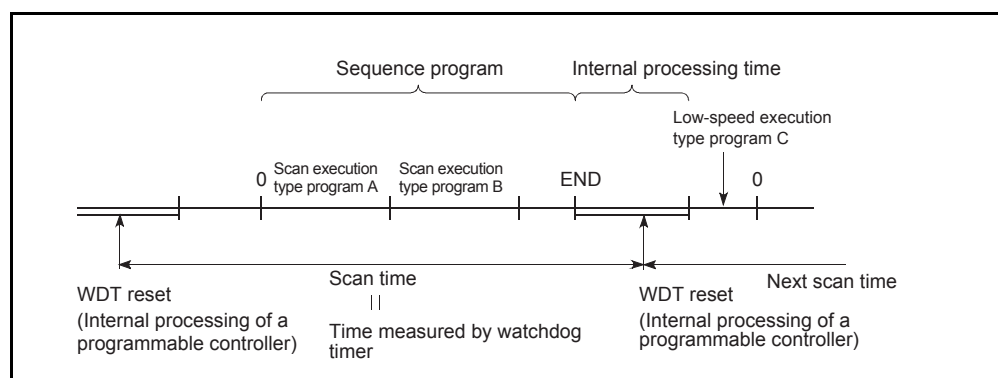 Sequence program
Internal processing time
Low-speed execution
type program C
0
Scan execution
type program A
Scan execution
type program B
END
0
Scan time
Next scan time
WDT reset
(Internal processing of a
programmable controller)
Time measured by watchdog
timer
WDT reset
(Internal processing of a
programmable controller)